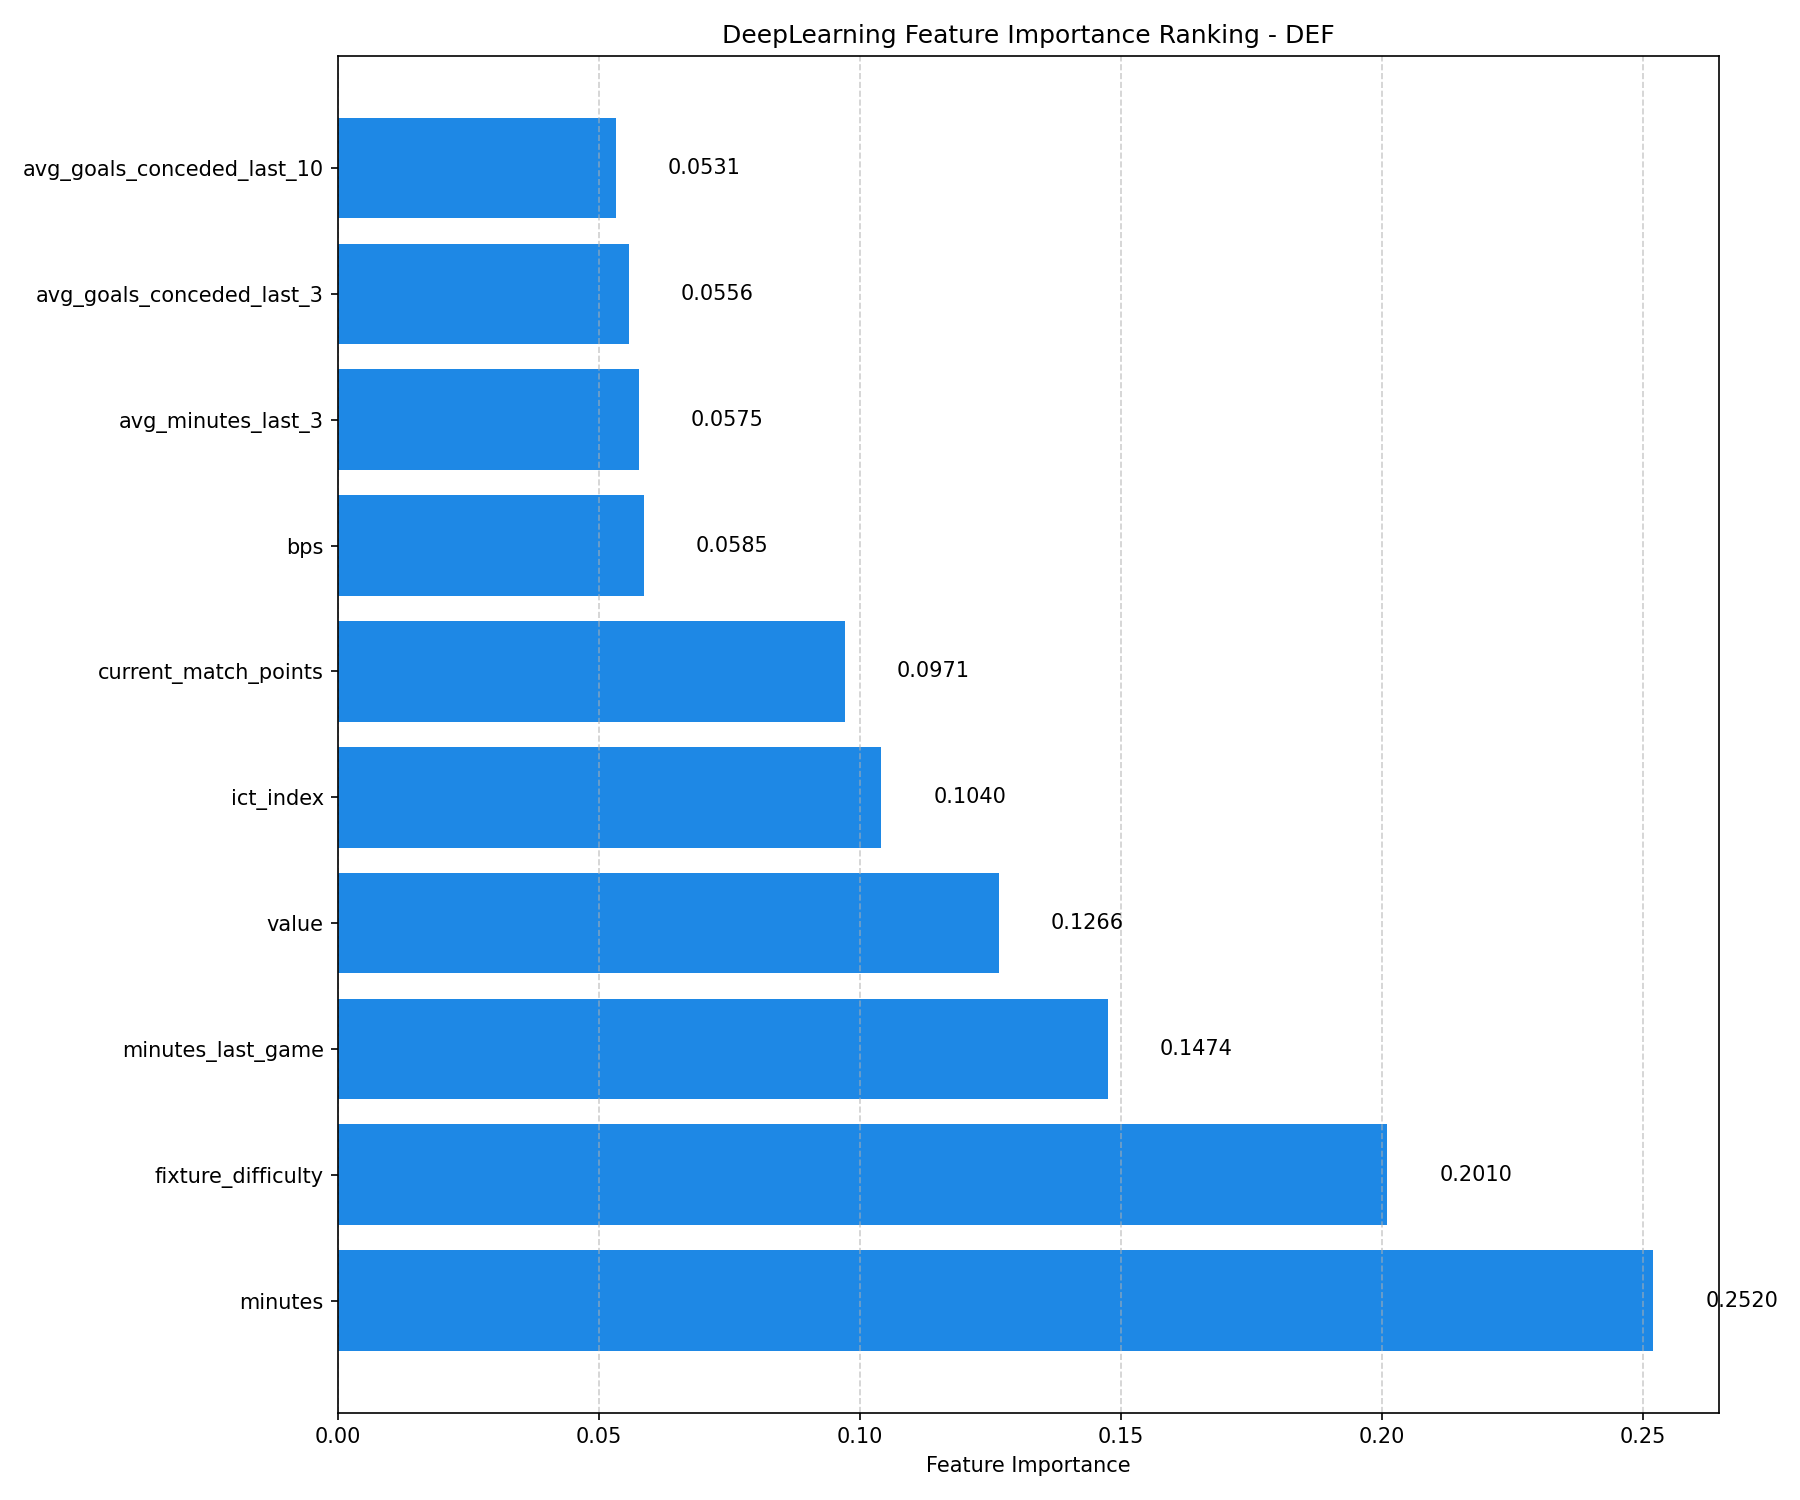 DeepLearning Feature Importance Ranking - DEF
avg_goals_conceded_last_10 0.0531
avg_goals_conceded_last_3 0.0556
avg_minutes_last_3 0.0575
bps 0.0585
current_match_points 0.0971
ict_index 0.1040
value 0.1266
minutes_last_game 0.1474
fixture_difficulty 0.2010
minutes 0.2520
0.00 0.05 0.10 0.15 0.20 0.25
Feature Importance